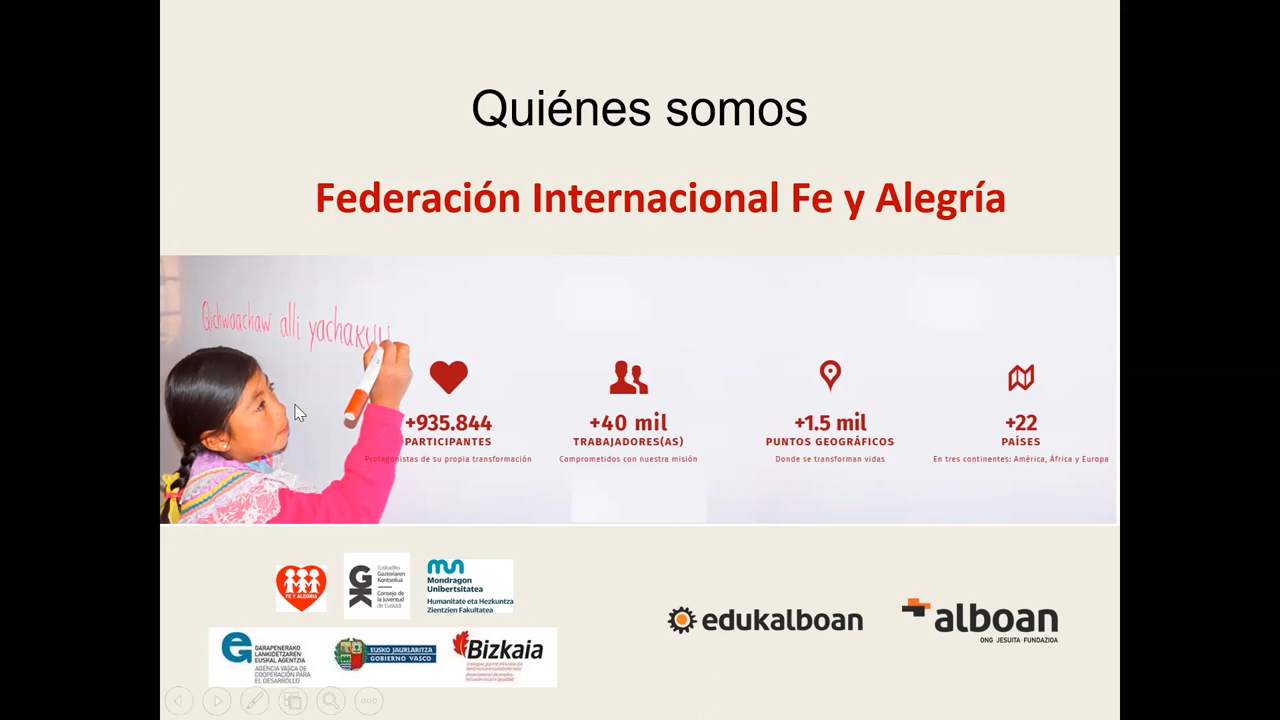 Quiénes somos
Federación Internacional Fe y Alegría
Qichwaachaw alli yachakuy
+935.844
PARTICIPANTES
Protagonistas de su propia transformación
+40 mil
TRABAJADORES(AS)
Comprometidos con nuestra misión
+1.5 mil
PUNTOS GEOGRÁFICOS
Donde se transforman vidas
+22
PAÍSES
En tres continentes: América, África y Europa
FE Y ALEGRIA
GK
Euskadiko
Gazteriaren
Kontseilua
Consejo de
la Juventud
de Euskadi
mu
Mondragon
Unibertsitatea
Humanitate eta Hezkuntza
Zientzien Fakultatea
GARAPENERAKO
LANKIDETZAREN
EUSKAL AGENTZIA
AGENCIA VASCA DE
COOPERACIÓN PARA
EL DESARROLLO
EUSKO JAURLARITZA
GOBIERNO VASCO
Bizkaia
edukalboan
alboan
ONG JESUITA FUNDAZIOA